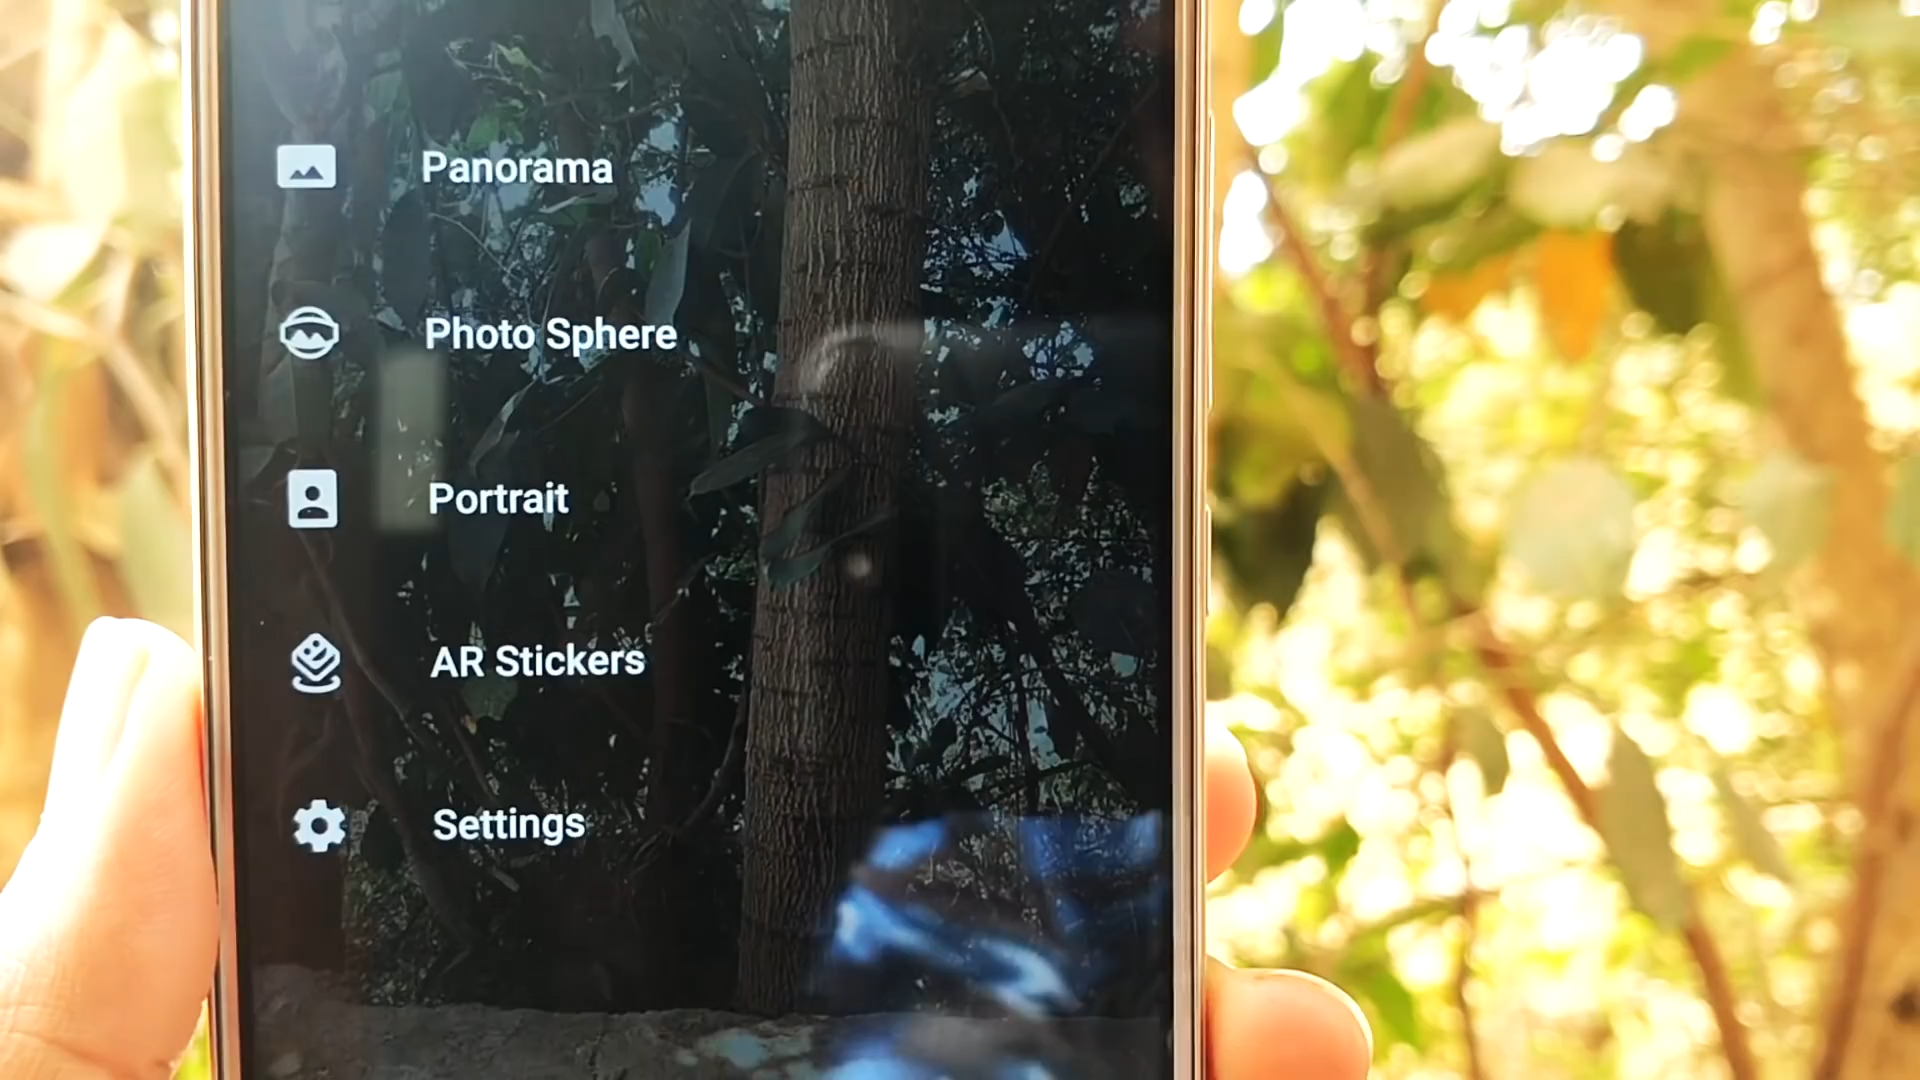 Panorama
Photo Sphere
Portrait
AR Stickers
Settings